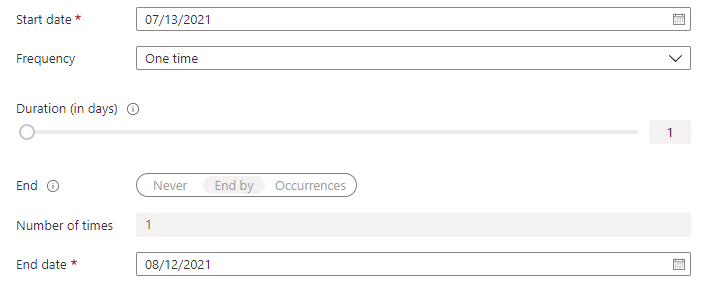 Start date * 07/13/2021
Frequency One time
Duration (in days)
1
End Never End by Occurrences
Number of times 1
End date * 08/12/2021